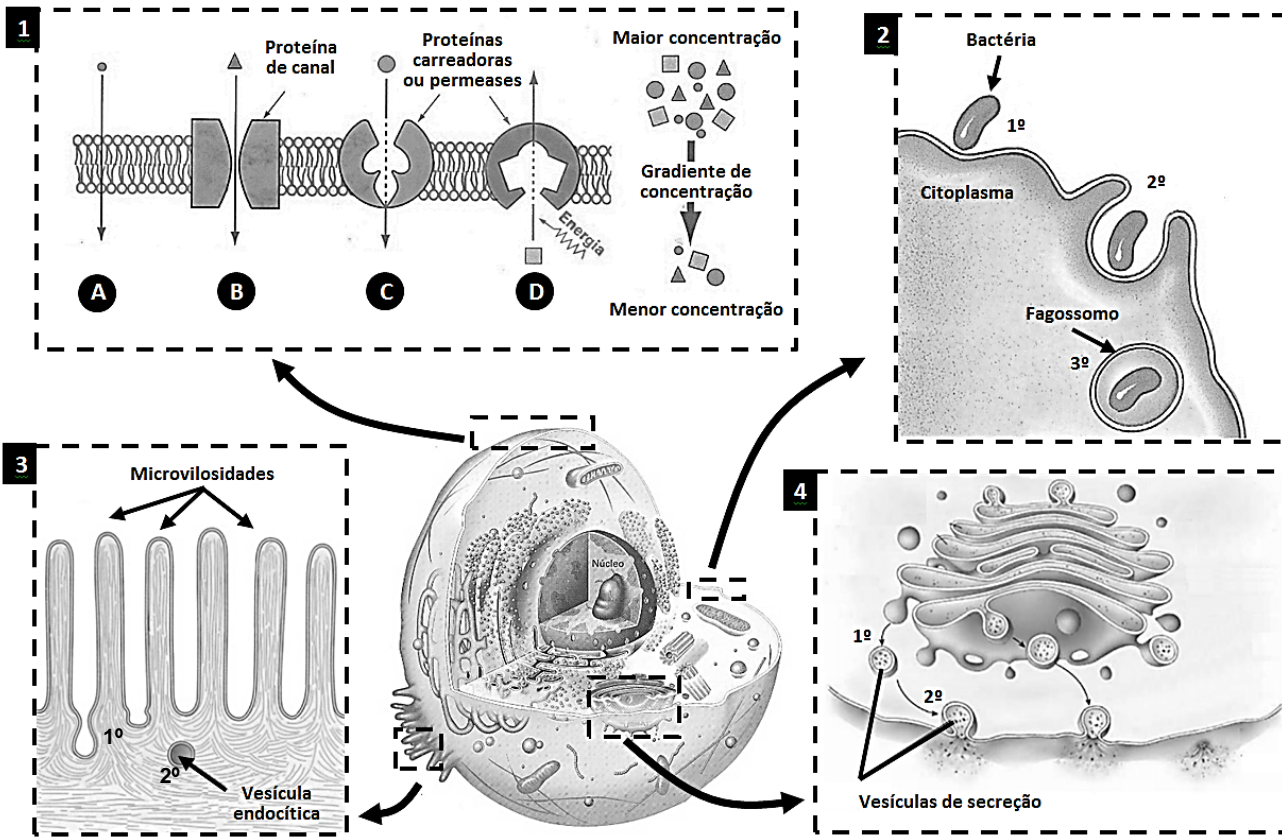 1
Proteína
de canal
Proteínas
carreadoras
ou permeases
Maior concentração
Gradiente de
concentração
Menor concentração
Energia
A
B
C
D
2
Bactéria
1º
2º
Citoplasma
Fagossomo
3º
3
Microvilosidades
1º
2º
Vesícula
endocítica
Núcleo
4
1º
2º
Vesículas de secreção